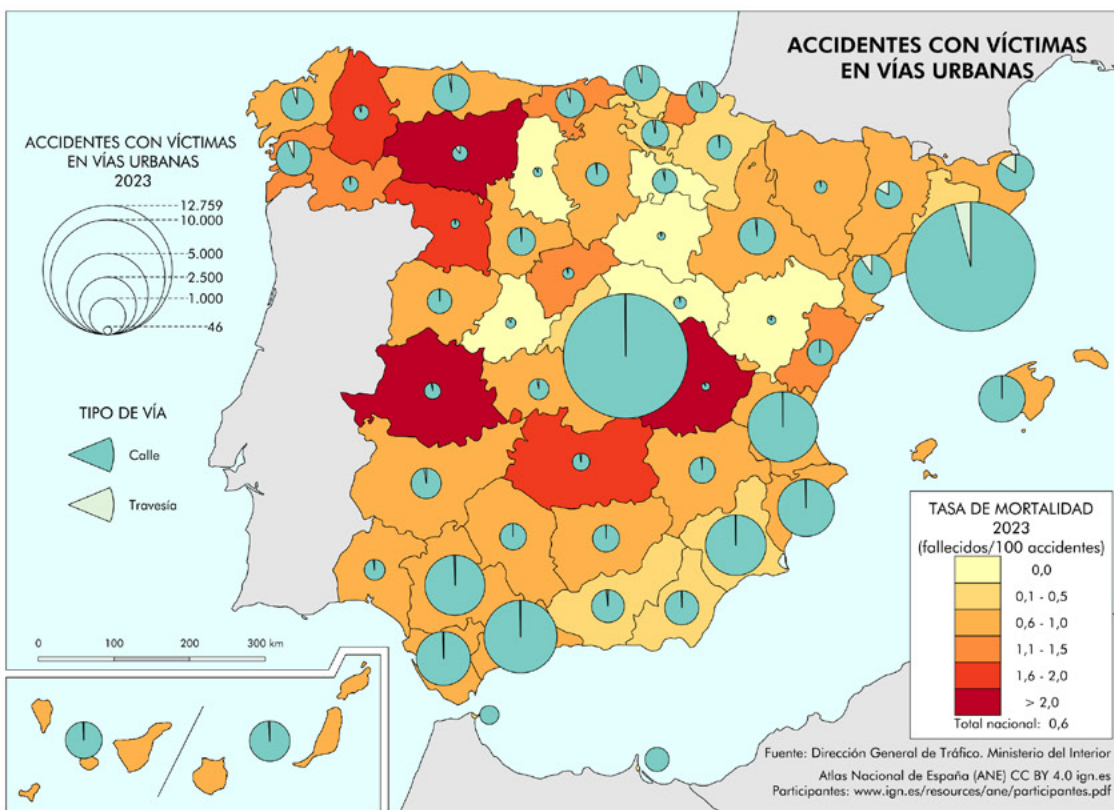 ACCIDENTES CON VÍCTIMAS
EN VÍAS URBANAS
ACCIDENTES CON VÍCTIMAS
EN VÍAS URBANAS
2023
12.759
10.000
5.000
2.500
1.000
46
TIPO DE VÍA
Calle
Travesía
TASA DE MORTALIDAD
2023
(fallecidos/100 accidentes)
0,0
0,1 - 0,5
0,6 - 1,0
1,1 - 1,5
1,6 - 2,0
> 2,0
Total nacional: 0,6
0 100 200 300 km
Fuente: Dirección General de Tráfico. Ministerio del Interior
Atlas Nacional de España (ANE) CC BY 4.0 ign.es
Participantes: www.ign.es/resources/ane/participantes.pdf